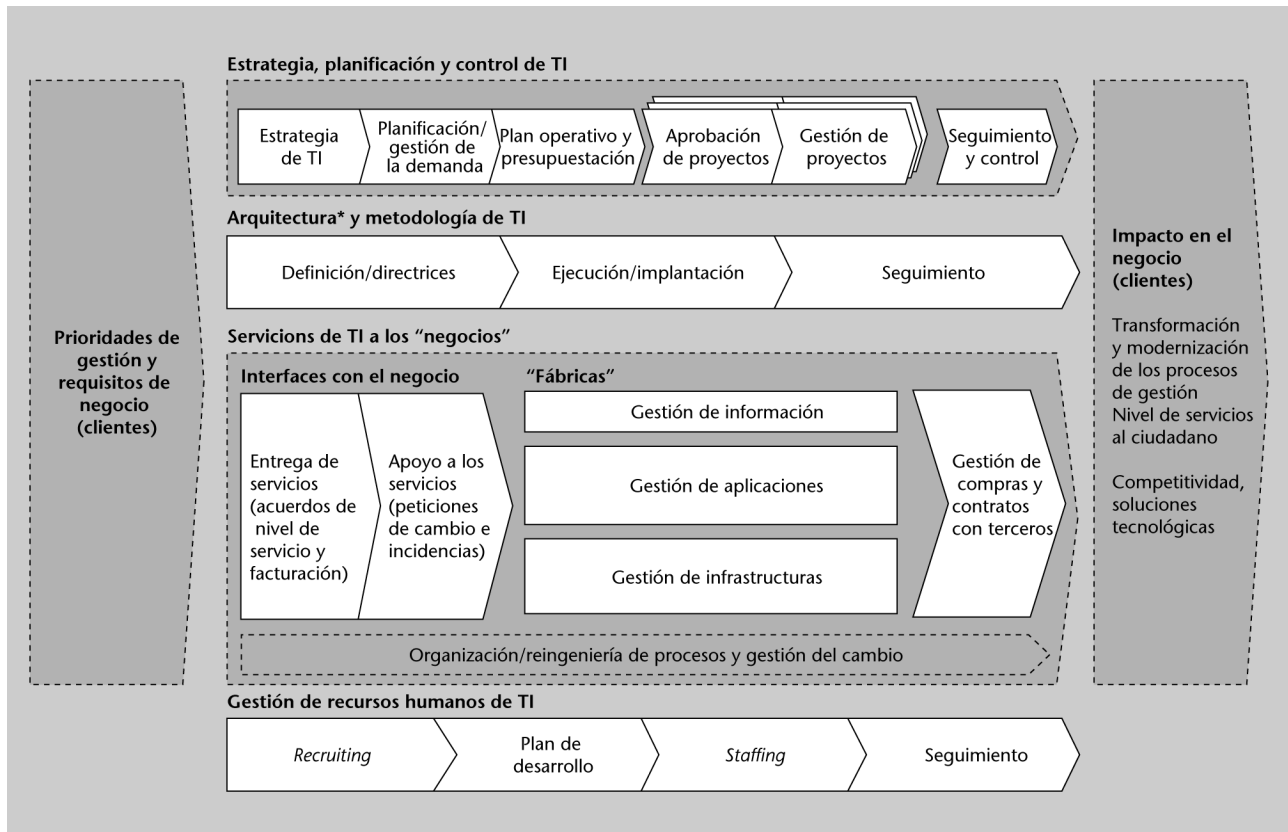 Estrategia, planificación y control de TI
Estrategia
de TI
Planificación/
gestión de
la demanda
Plan operativo y
presupuestación
Aprobación
de proyectos
Gestión de
proyectos
Seguimiento
y control
Arquitectura* y metodología de TI
Definición/directrices
Ejecución/implantación
Seguimiento
Prioridades de
gestión y
requisitos de
negocio
(clientes)
Servicions de TI a los “negocios”
Interfaces con el negocio
Entrega de
servicios
(acuerdos de
nivel de
servicio y
facturación)
Apoyo a los
servicios
(peticiones
de cambio e
incidencias)
“Fábricas”
Gestión de información
Gestión de aplicaciones
Gestión de infrastructuras
Gestión de
compras y
contratos
con terceros
Organización/reingeniería de procesos y gestión del cambio
Gestión de recursos humanos de TI
Recruiting
Plan de
desarrollo
Staffing
Seguimiento
Impacto en el
negocio
(clientes)
Transformación
y modernización
de los procesos
de gestión
Nivel de servicios
al ciudadano
Competitividad,
soluciones
tecnológicas